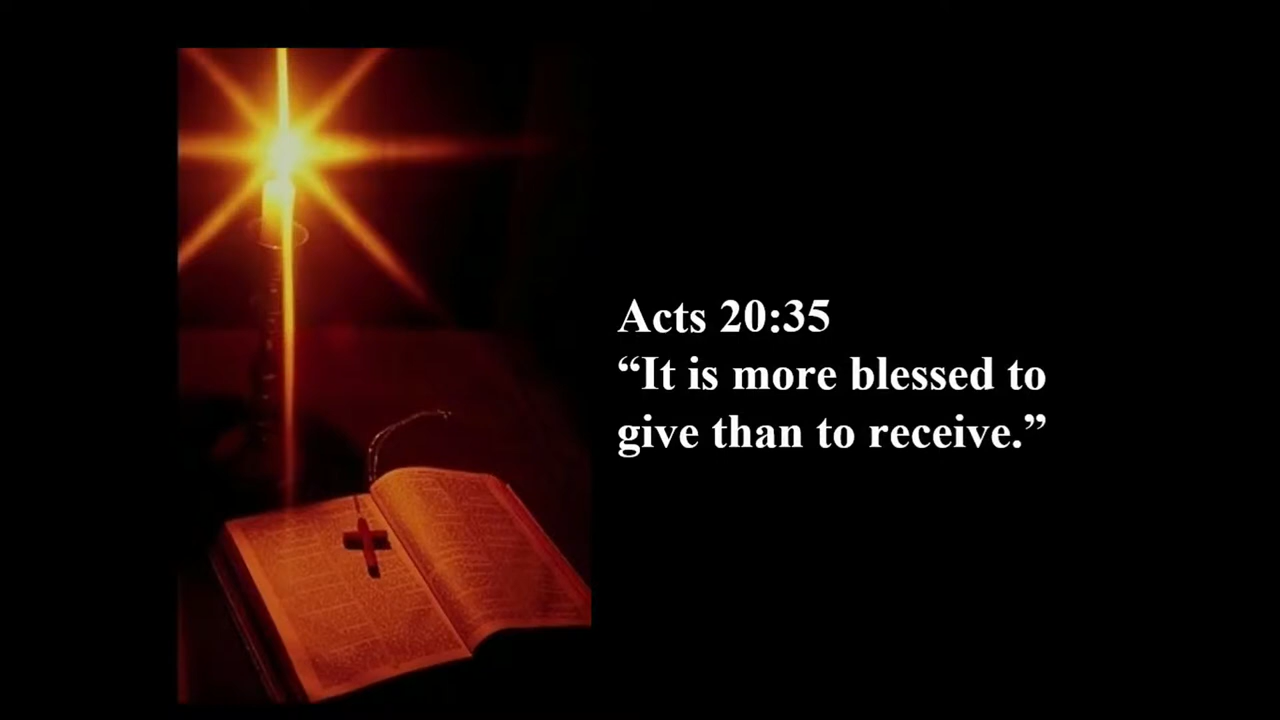 Acts 20:35
“It is more blessed to
give than to receive.”